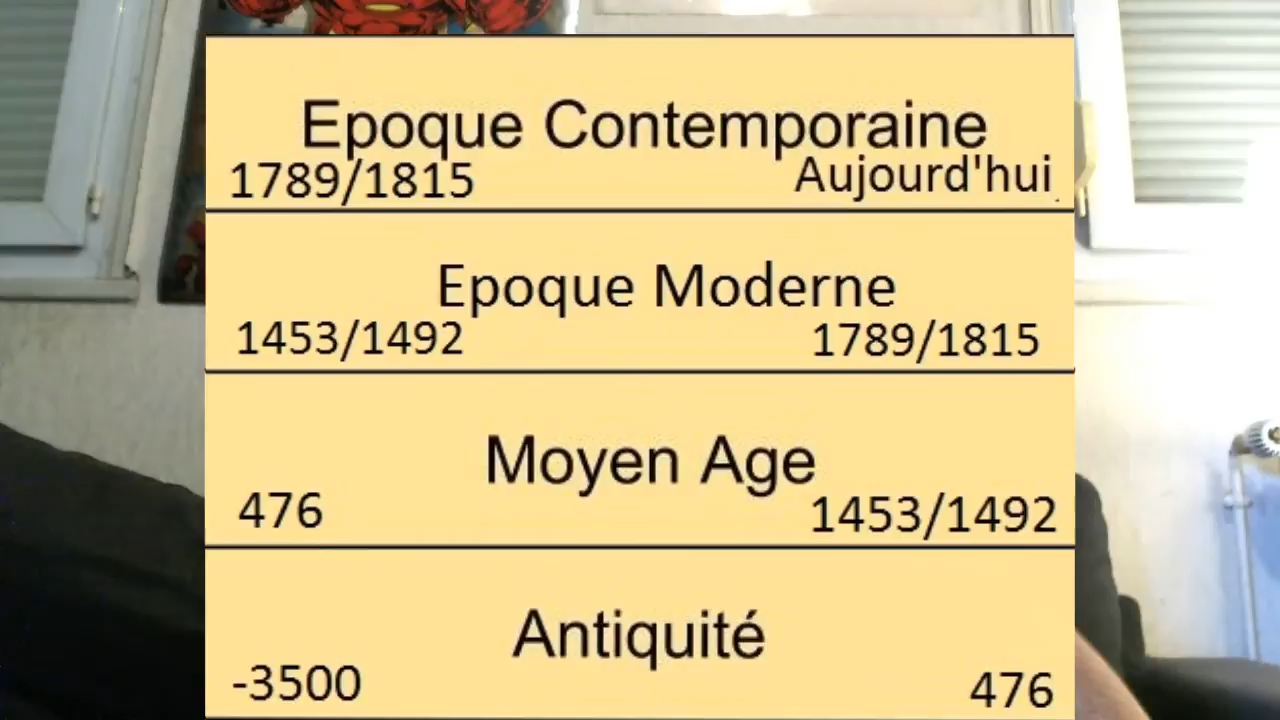 Epoque Contemporaine
1789/1815 Aujourd'hui
Epoque Moderne
1453/1492 1789/1815
Moyen Age
476 1453/1492
Antiquité
-3500 476